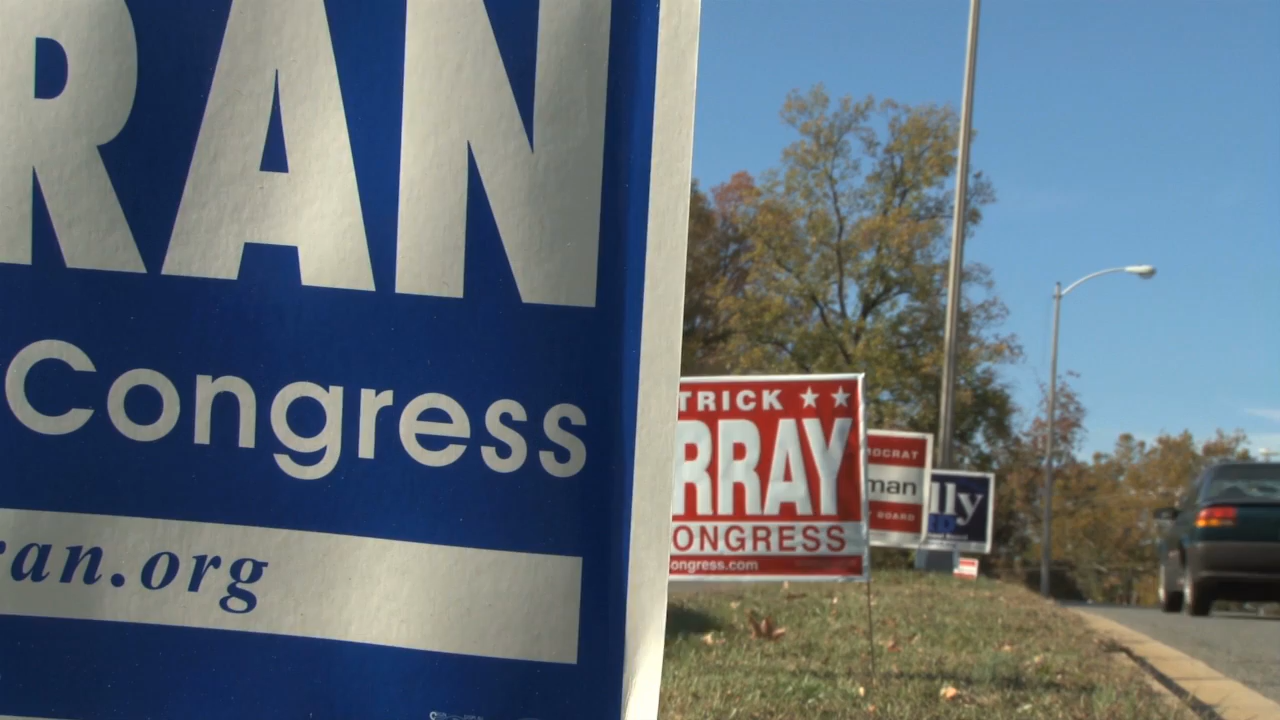 RAN
Congress
ran.org
TRICK
RRAY
ONGRESS
ongress.com
MOCRAT
man
Y BOARD
lly